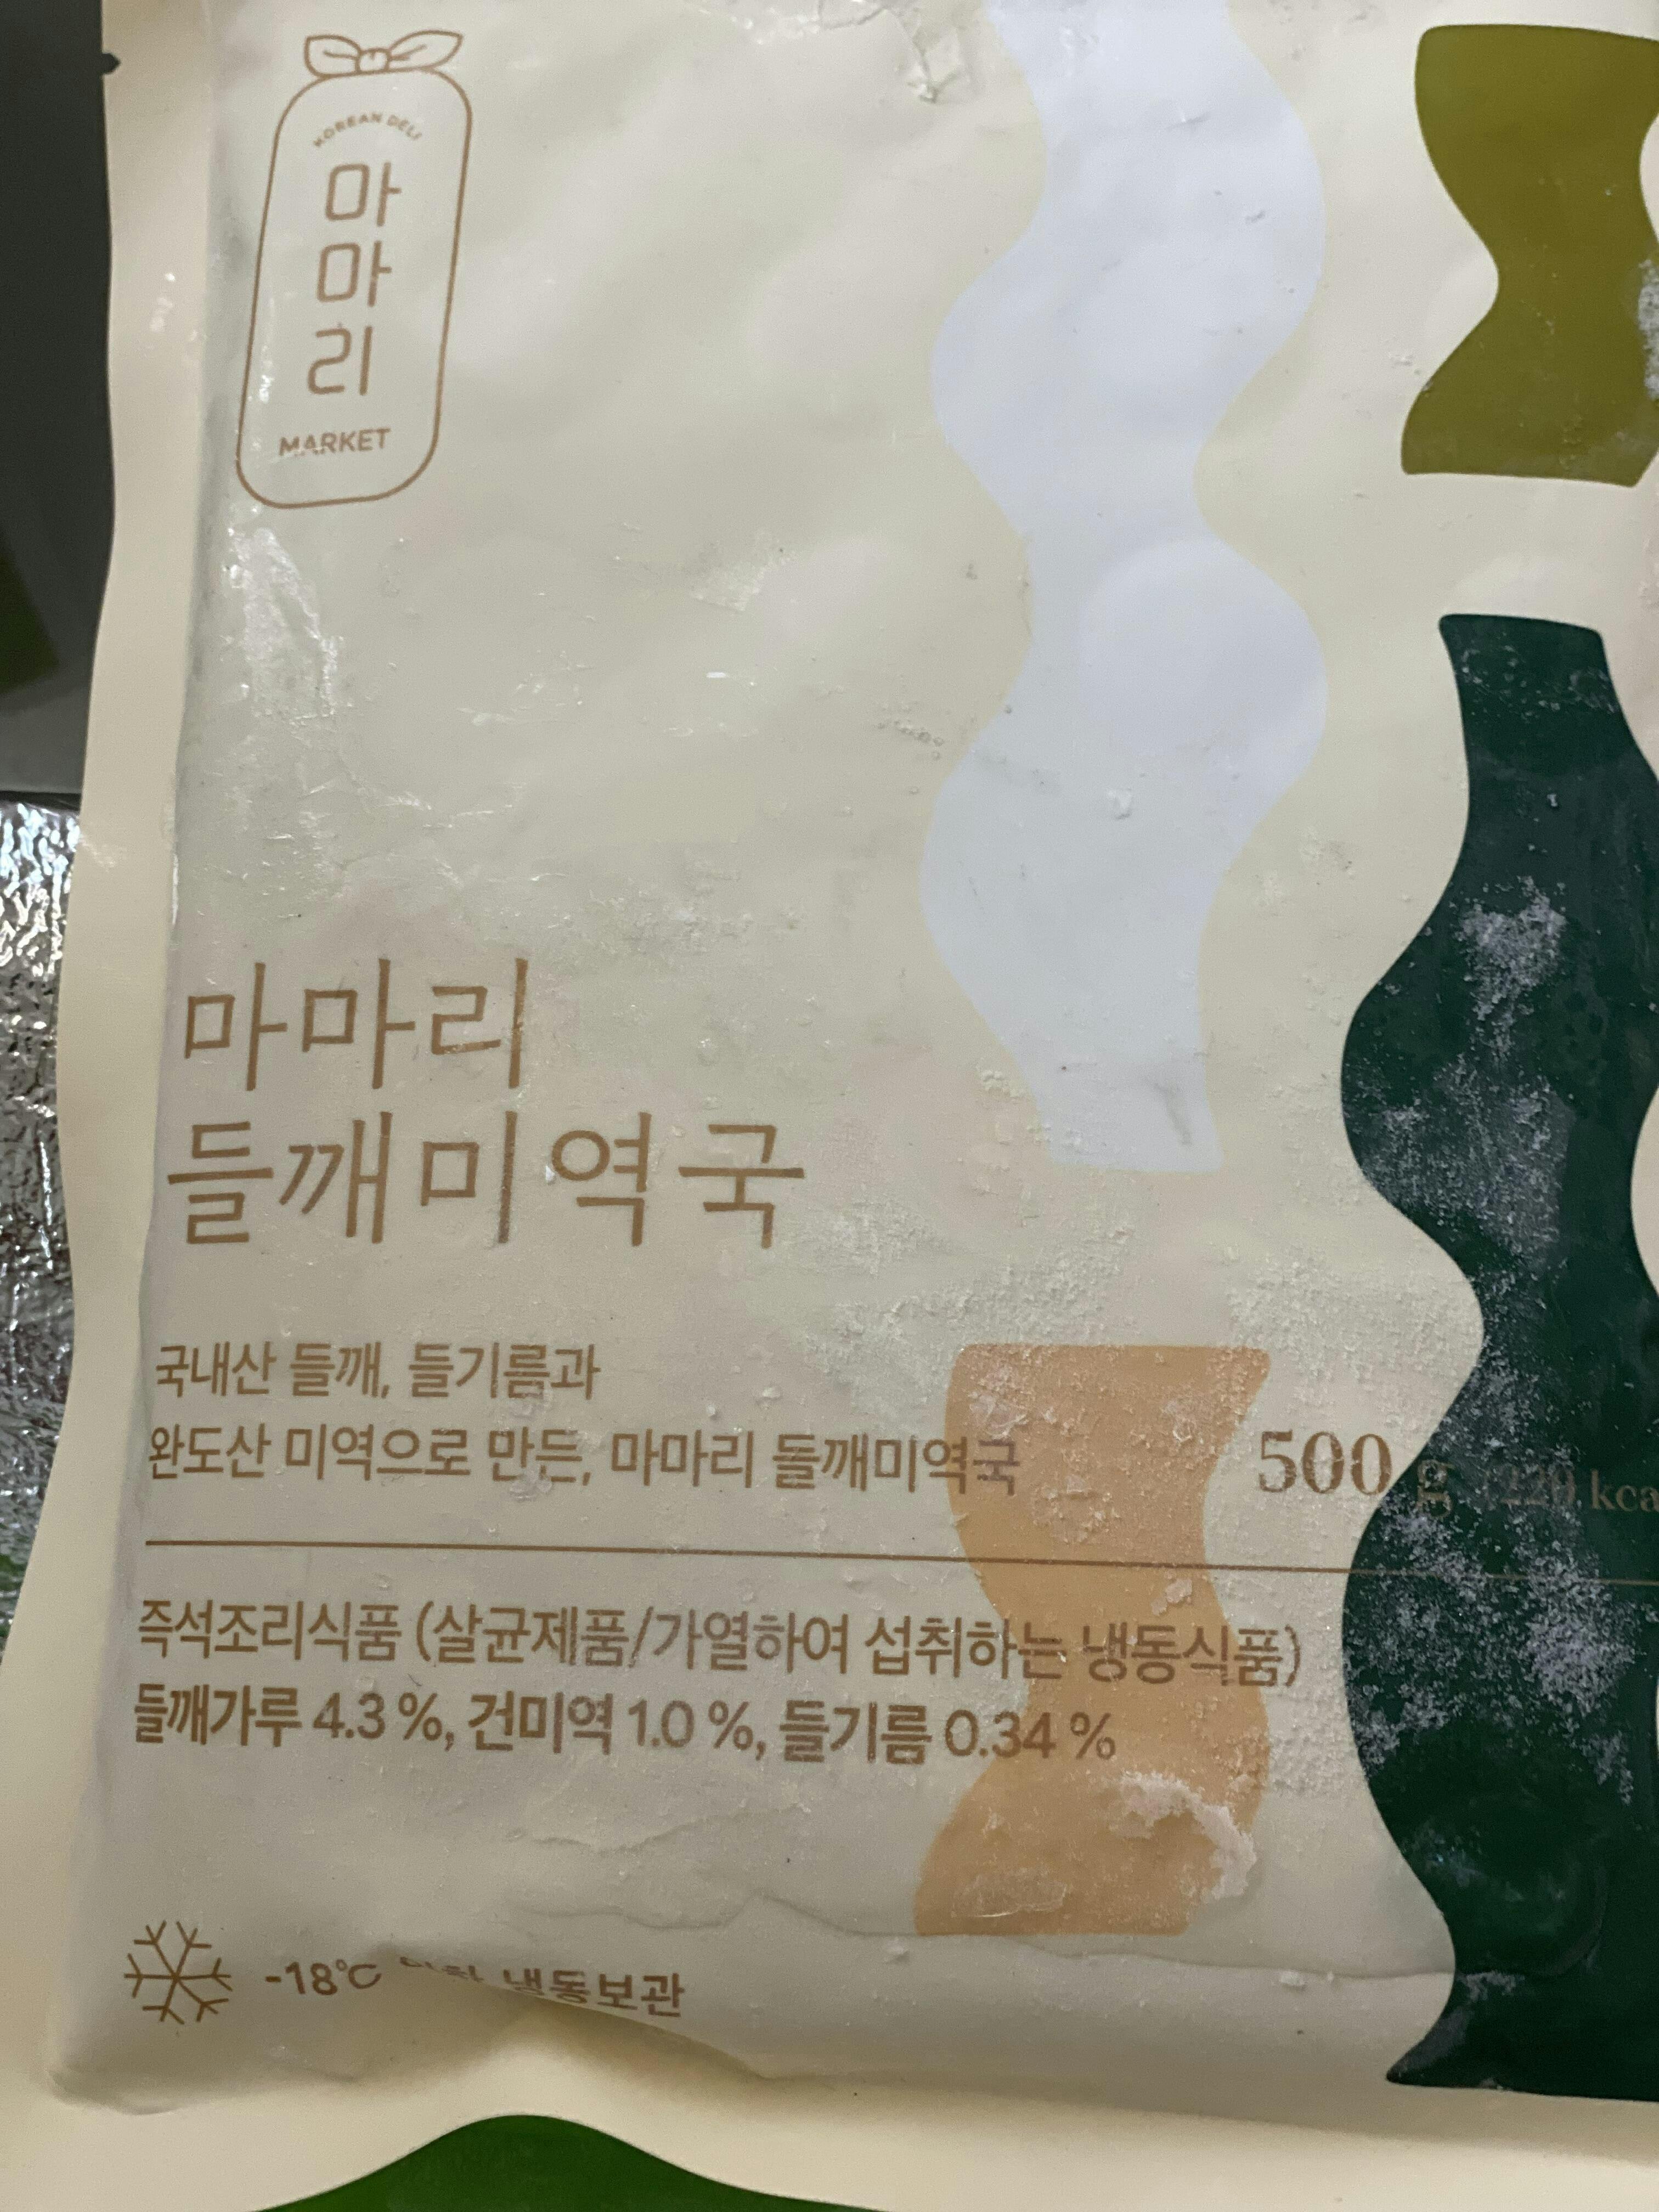 KOREAN DELI
마
마
리
MARKET
마마리
들깨미역국
국내산 들깨, 들기름과
완도산 미역으로 만든, 마마리 들깨미역국
500 g
즉석조리식품 (살균제품/가열하여 섭취하는 냉동식품)
들깨가루 4.3 %, 건미역 1.0 %, 들기름 0.34 %
-18℃ 냉동보관